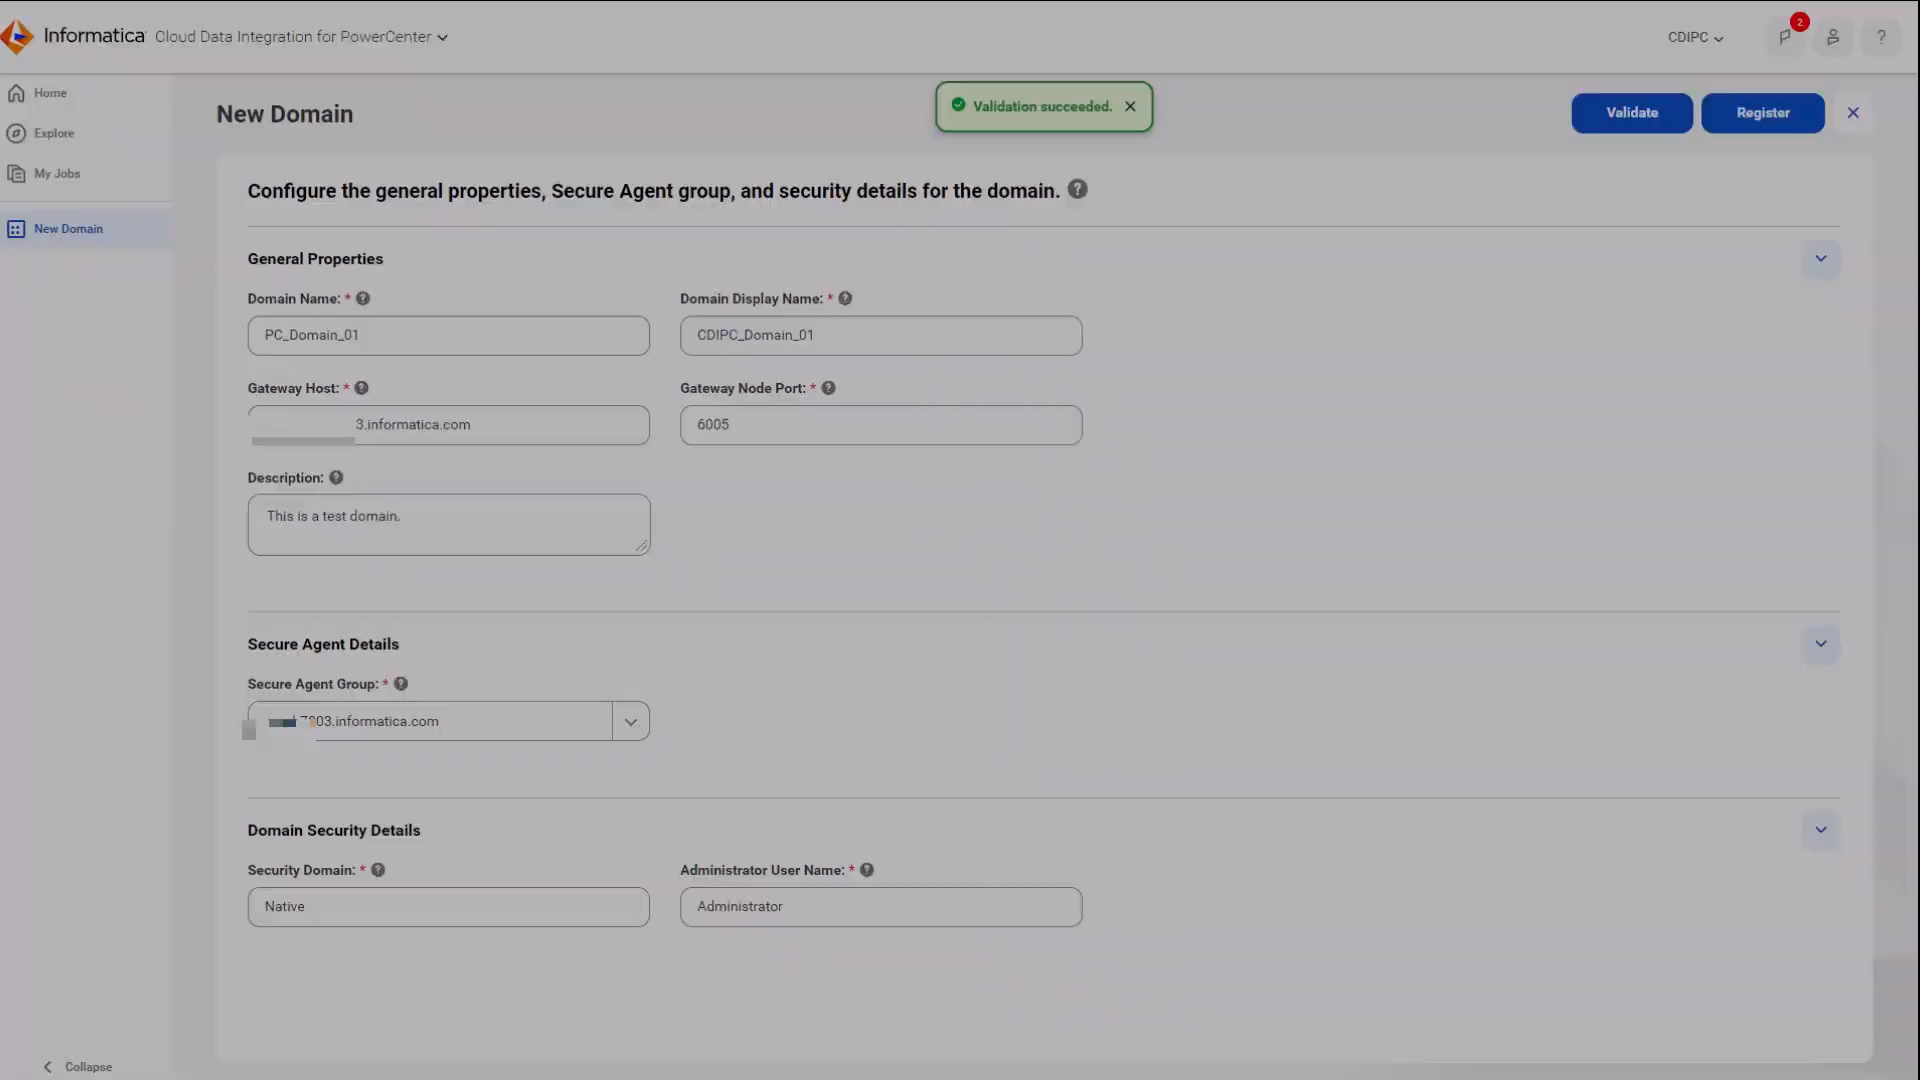 Informatica Cloud Data Integration for PowerCenter
CDIPC
2
?
Home
Explore
My Jobs
New Domain
New Domain
Validation succeeded.
Validate
Register
Configure the general properties, Secure Agent group, and security details for the domain. ?
General Properties
Domain Name: * ?
Domain Display Name: * ?
PC_Domain_01
CDIPC_Domain_01
Gateway Host: * ?
Gateway Node Port: * ?
3.informatica.com
6005
Description: ?
This is a test domain.
Secure Agent Details
Secure Agent Group: * ?
03.informatica.com
Domain Security Details
Security Domain: * ?
Administrator User Name: * ?
Native
Administrator
Collapse